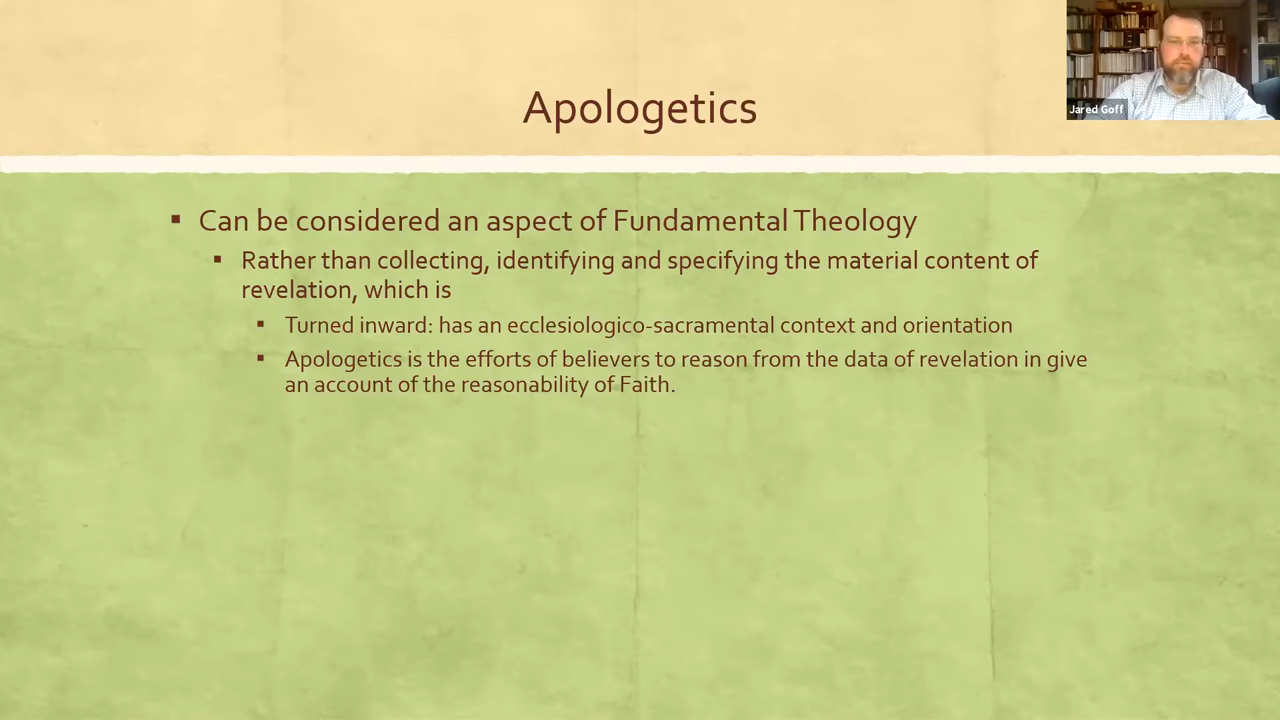 Apologetics
Jared Goff
▪ Can be considered an aspect of Fundamental Theology
▪ Rather than collecting, identifying and specifying the material content of
revelation, which is
▪ Turned inward: has an ecclesiologico-sacramental context and orientation
▪ Apologetics is the efforts of believers to reason from the data of revelation in give
an account of the reasonability of Faith.